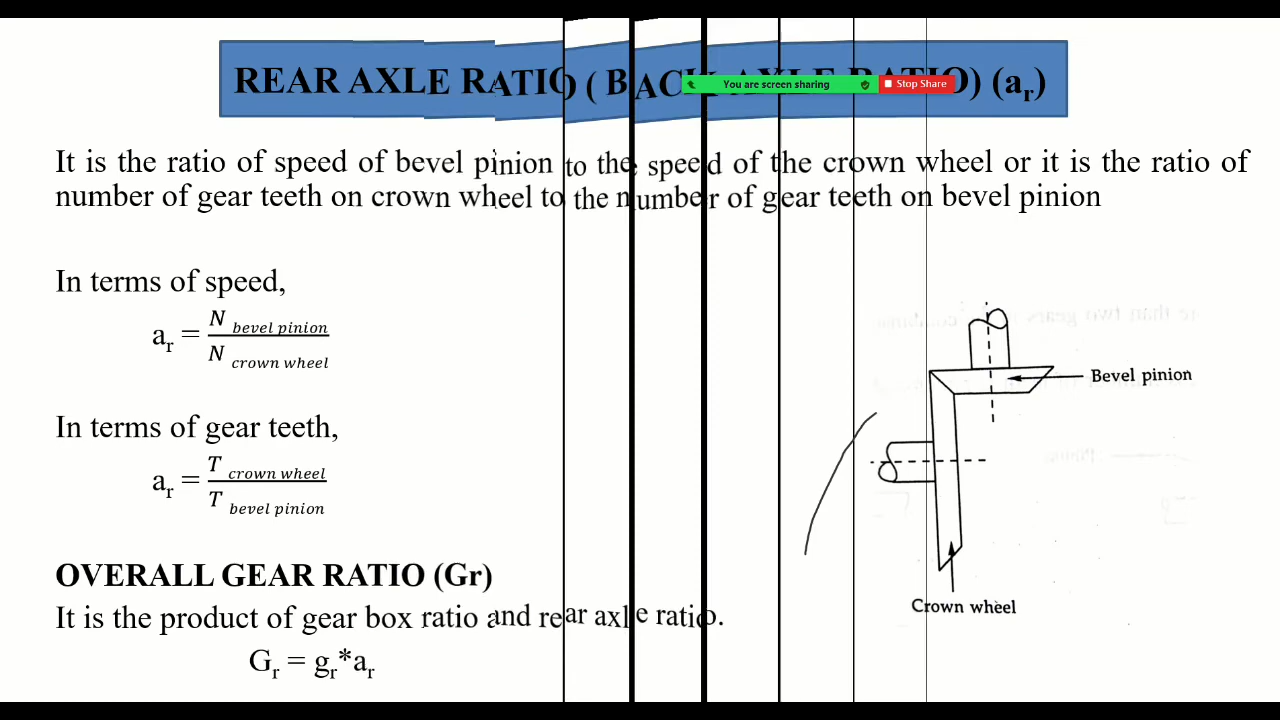 REAR AXLE RATIO ( BACK AXLE RATIO) (ar)
You are screen sharing
Stop Share
It is the ratio of speed of bevel pinion to the speed of the crown wheel or it is the ratio of
number of gear teeth on crown wheel to the number of gear teeth on bevel pinion
In terms of speed,
ar = N bevel pinion / N crown wheel
In terms of gear teeth,
ar = T crown wheel / T bevel pinion
Bevel pinion
Crown wheel
OVERALL GEAR RATIO (Gr)
It is the product of gear box ratio and rear axle ratio.
Gr = gr*ar